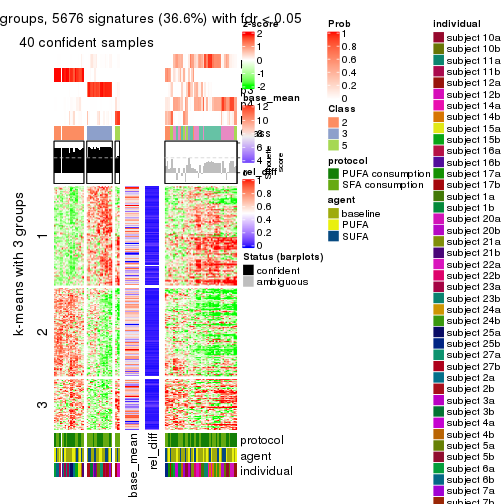 groups, 5676 signatures (36.6%) with fdr < 0.05
40 confident samples
z-score
2
1
0
-1
-2
base_mean
12
10
8
6
4
rel_diff
1
0.8
0.6
0.4
0.2
0
Status (barplots)
confident
ambiguous
Silhouette
score
k-means with 3 groups
1
2
3
base_mean
rel_diff
protocol
agent
individual
Prob
1
0.8
0.6
0.4
0.2
0
Class
2
3
5
protocol
PUFA consumption
SFA consumption
agent
baseline
PUFA
SUFA
individual
subject 10a
subject 10b
subject 11a
subject 11b
subject 12a
subject 12b
subject 14a
subject 14b
subject 15a
subject 15b
subject 16a
subject 16b
subject 17a
subject 17b
subject 1a
subject 1b
subject 20a
subject 20b
subject 21a
subject 21b
subject 22a
subject 22b
subject 23a
subject 23b
subject 24a
subject 24b
subject 25a
subject 25b
subject 27a
subject 27b
subject 2a
subject 2b
subject 3a
subject 3b
subject 4a
subject 4b
subject 5a
subject 5b
subject 6a
subject 6b
subject 7a
subject 7b